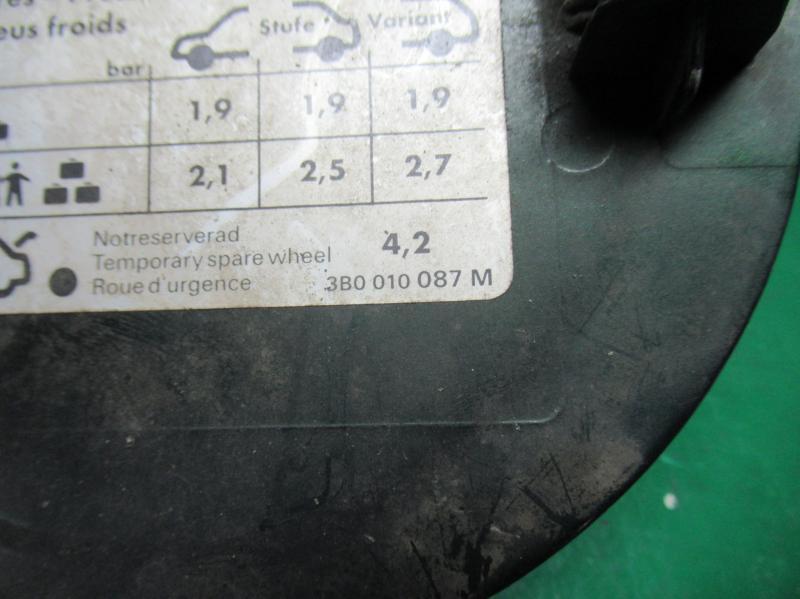 eus froids
Stufe Variant
bar
1,9 1,9 1,9
2,1 2,5 2,7
Notreserverad 4,2
Temporary spare wheel
Roue d'urgence 3B0 010 087 M